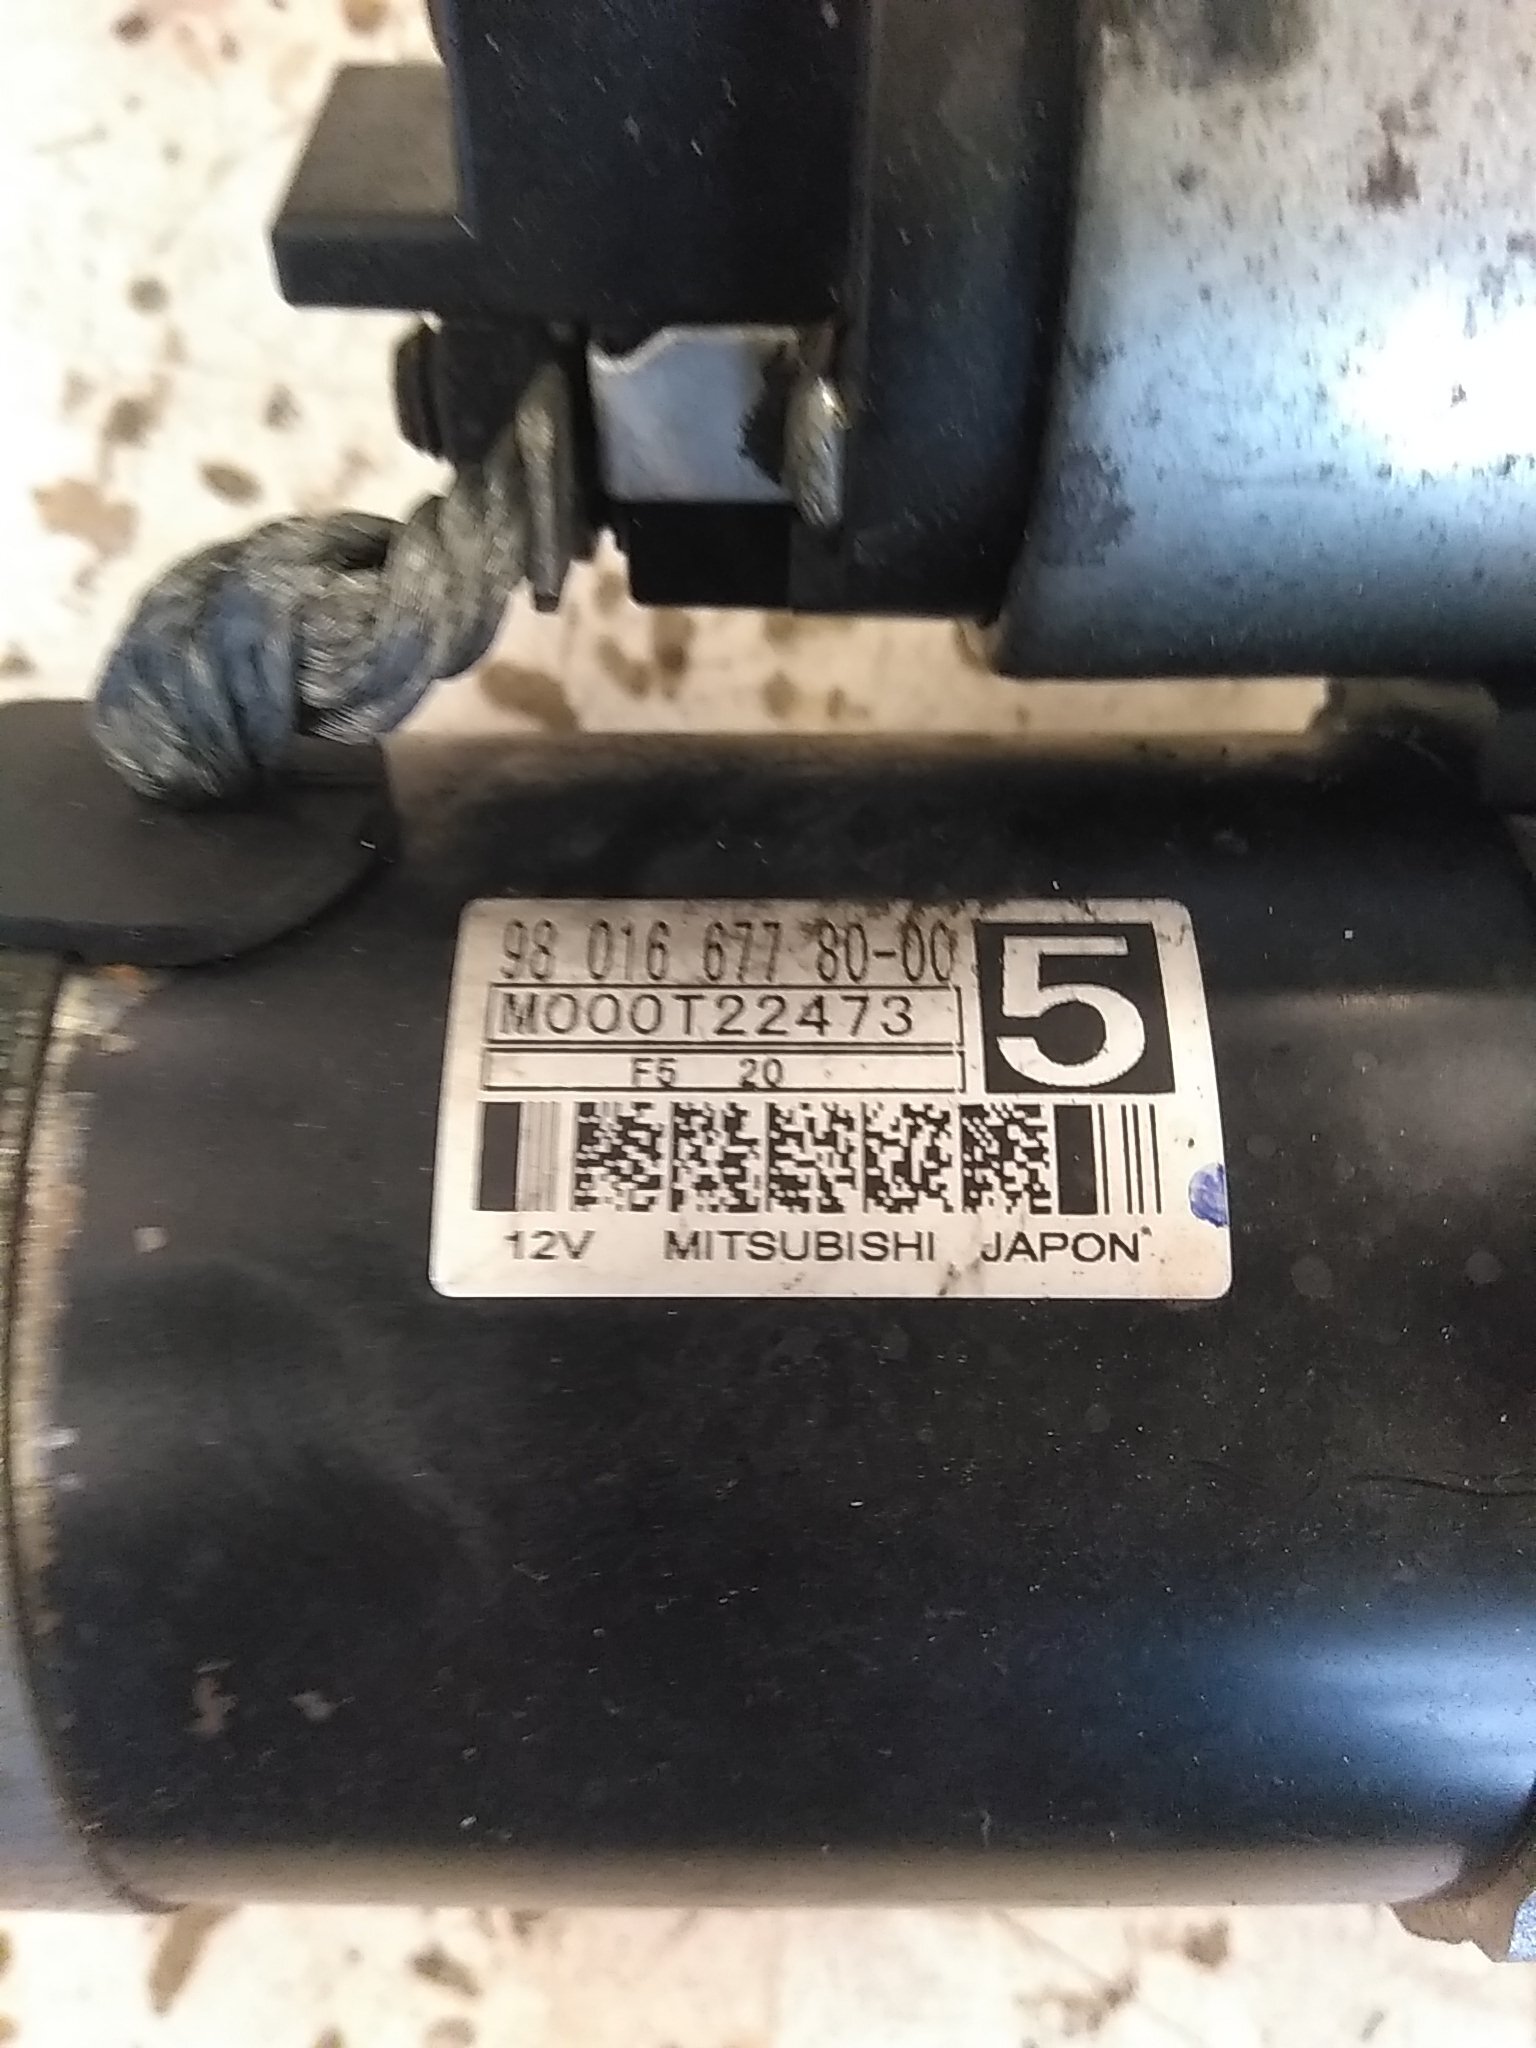 98 016 677 80-00
5
M000T22473
F5 20
12V MITSUBISHI JAPON